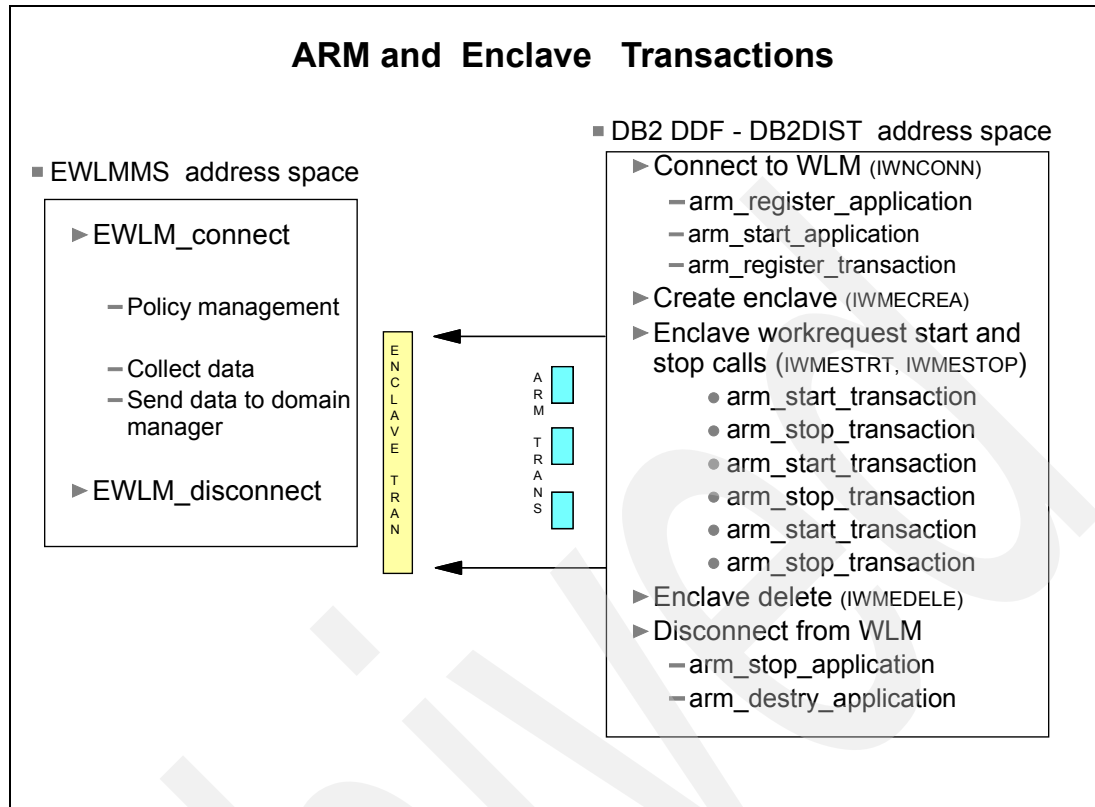 ARM and Enclave Transactions
■ EWLMMS address space
► EWLM_connect
– Policy management
– Collect data
– Send data to domain
manager
► EWLM_disconnect
ENCLAVE TRAN
ARM TRANS
■ DB2 DDF - DB2DIST address space
► Connect to WLM (IWNCONN)
– arm_register_application
– arm_start_application
– arm_register_transaction
► Create enclave (IWMECREA)
► Enclave workrequest start and
stop calls (IWMESTRT, IWMESTOP)
● arm_start_transaction
● arm_stop_transaction
● arm_start_transaction
● arm_stop_transaction
● arm_start_transaction
● arm_stop_transaction
► Enclave delete (IWMEDELE)
► Disconnect from WLM
– arm_stop_application
– arm_destry_application